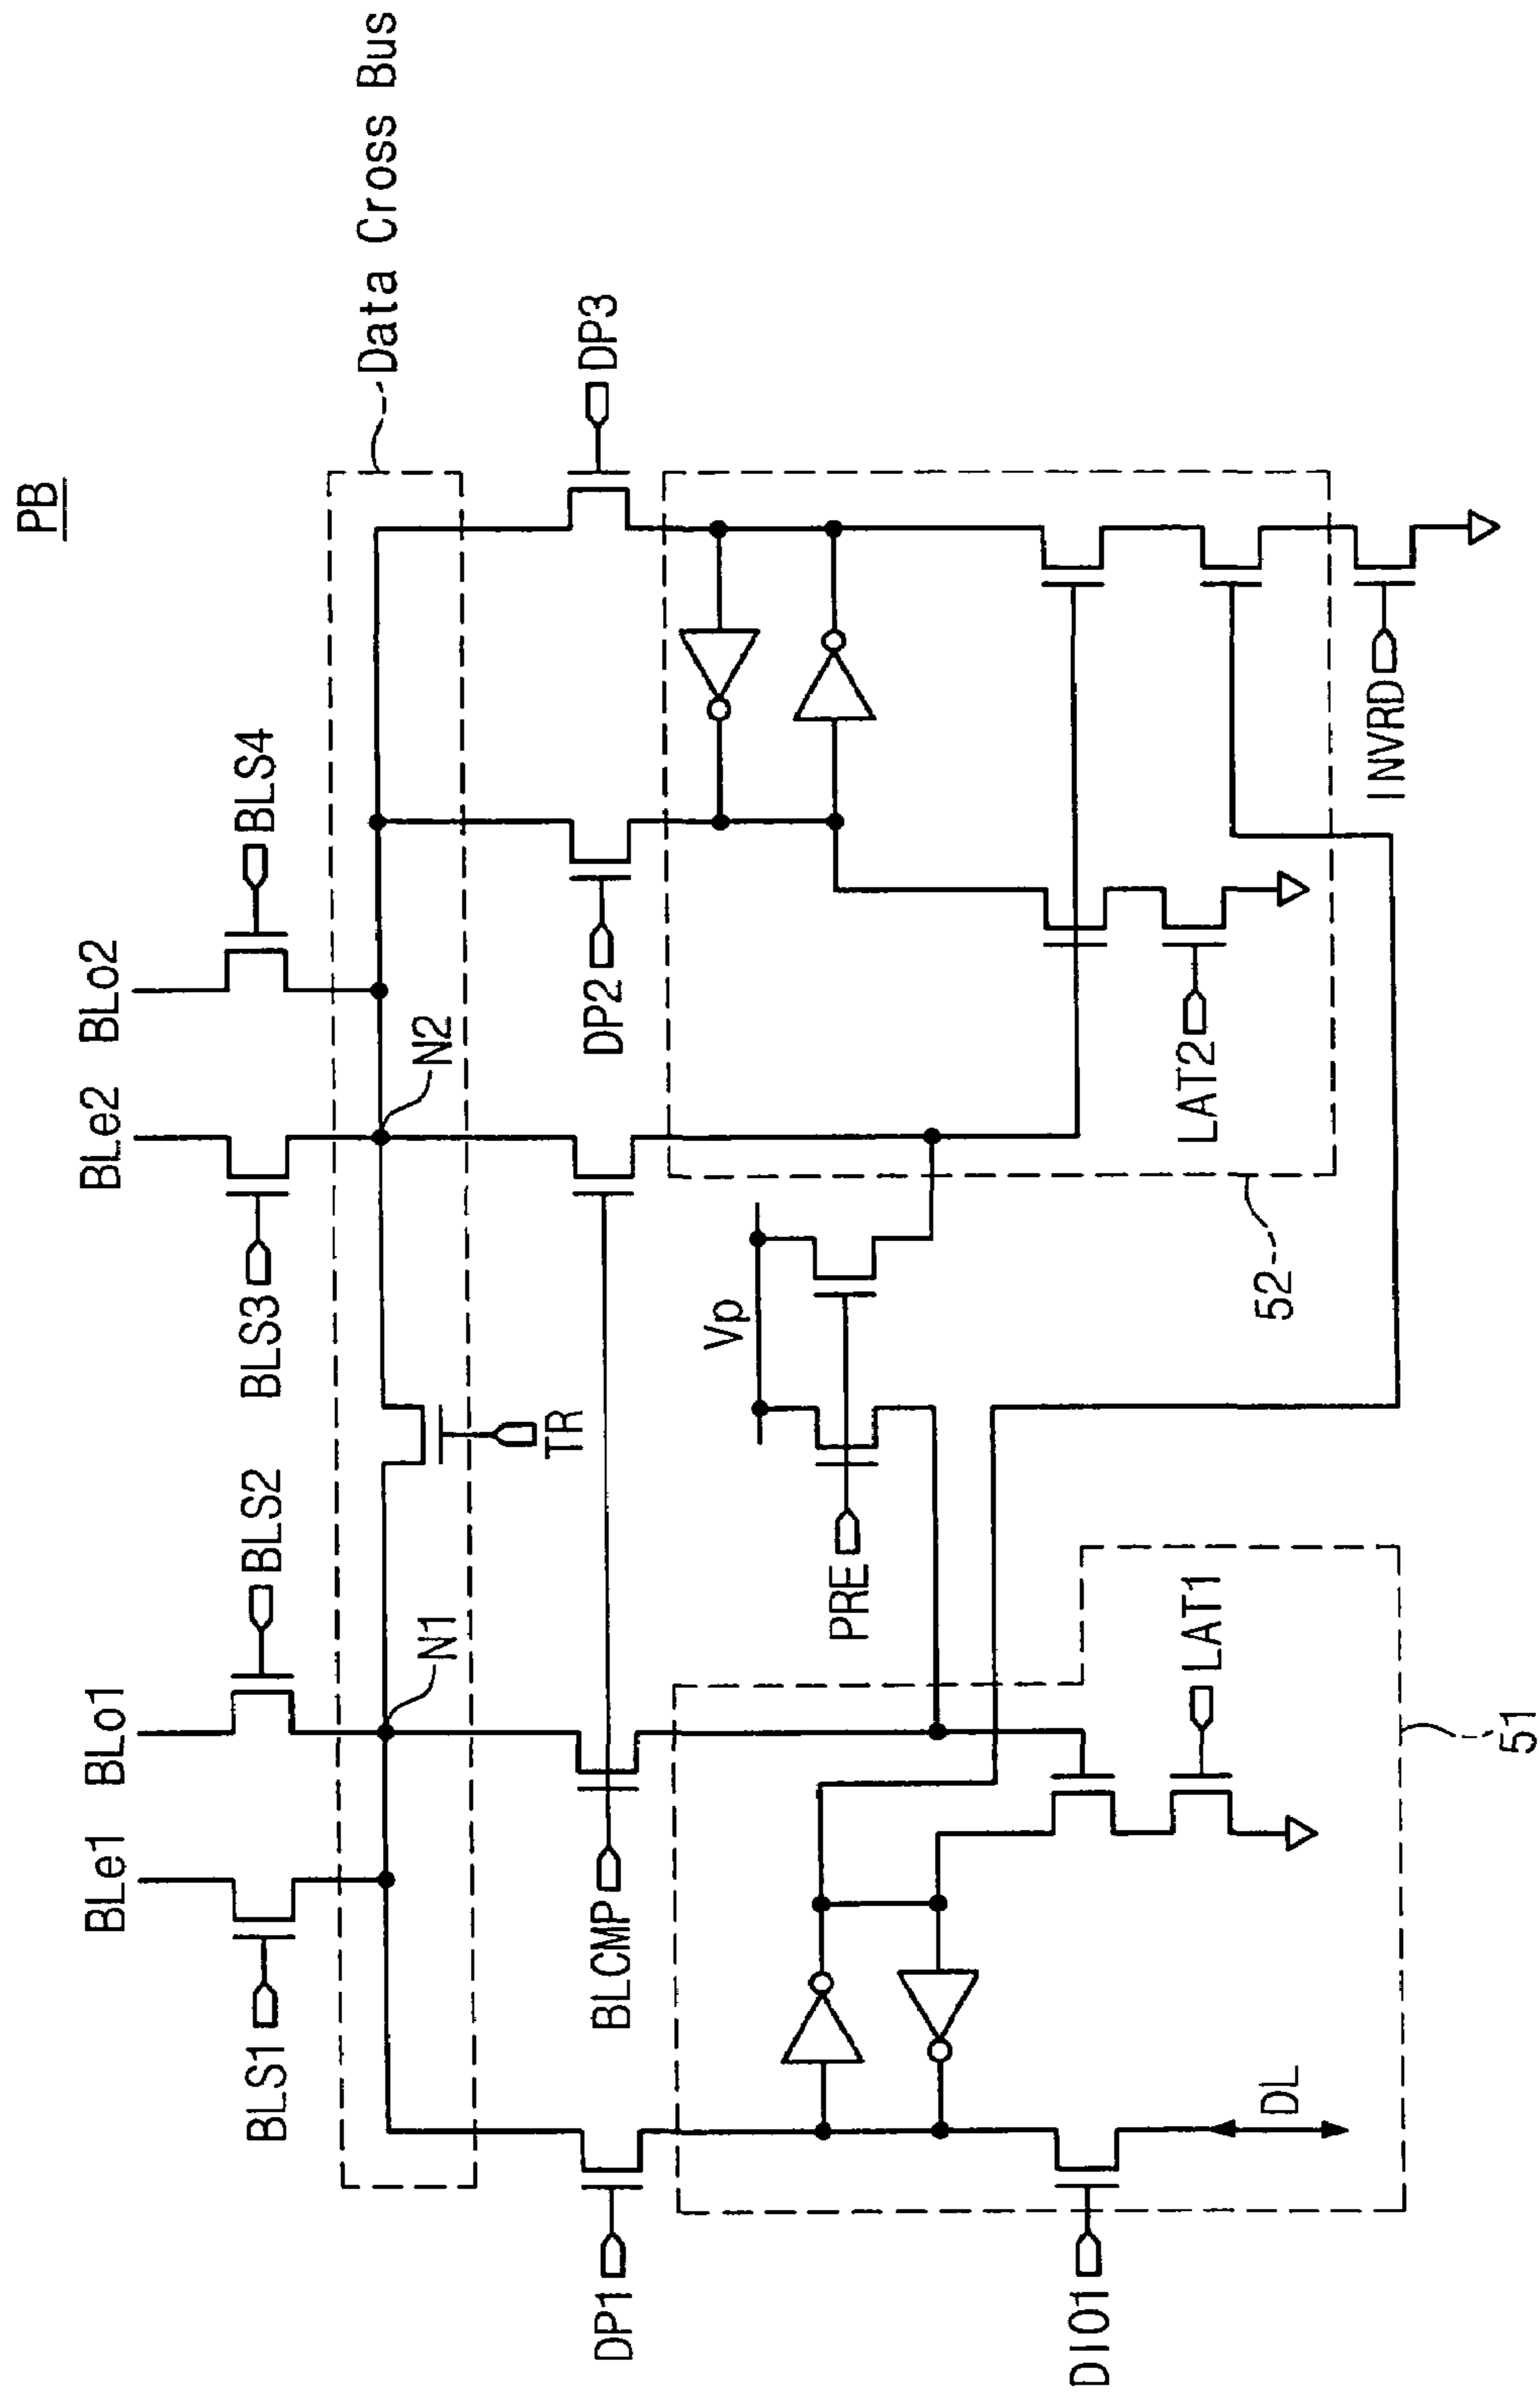 PB
BLe1 BLo1
BLe2 BLo2
BLS1
BLS2
BLS3
BLS4
Data Cross Bus
N1
N2
TR
DP1
BLCMP
DP2
DP3
Vp
PRE
DIO1
DL
LAT1
LAT2
INVRD
51
52